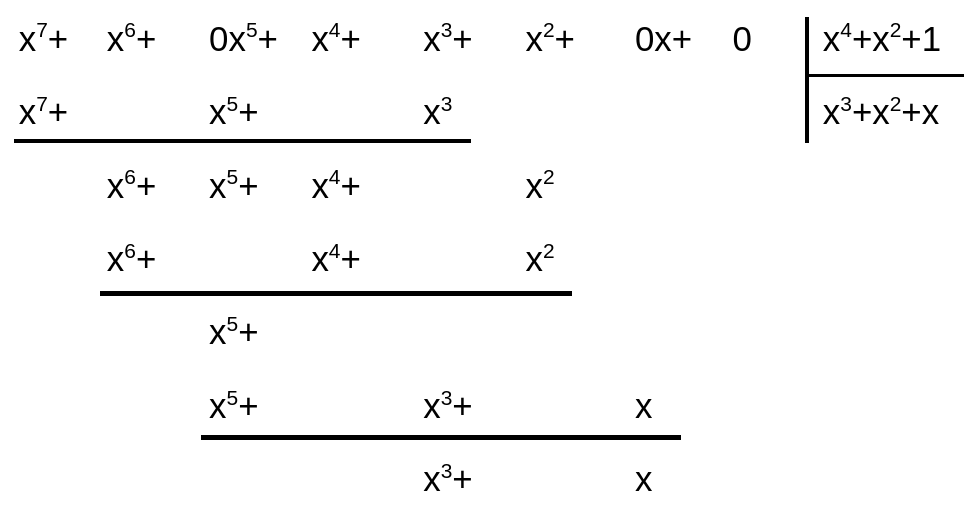 x⁷+ x⁶+ 0x⁵+ x⁴+ x³+ x²+ 0x+ 0 x⁴+x²+1
x⁷+ x⁵+ x³ x³+x²+x
x⁶+ x⁵+ x⁴+ x²
x⁶+ x⁴+ x²
x⁵+
x⁵+ x³+ x
x³+ x